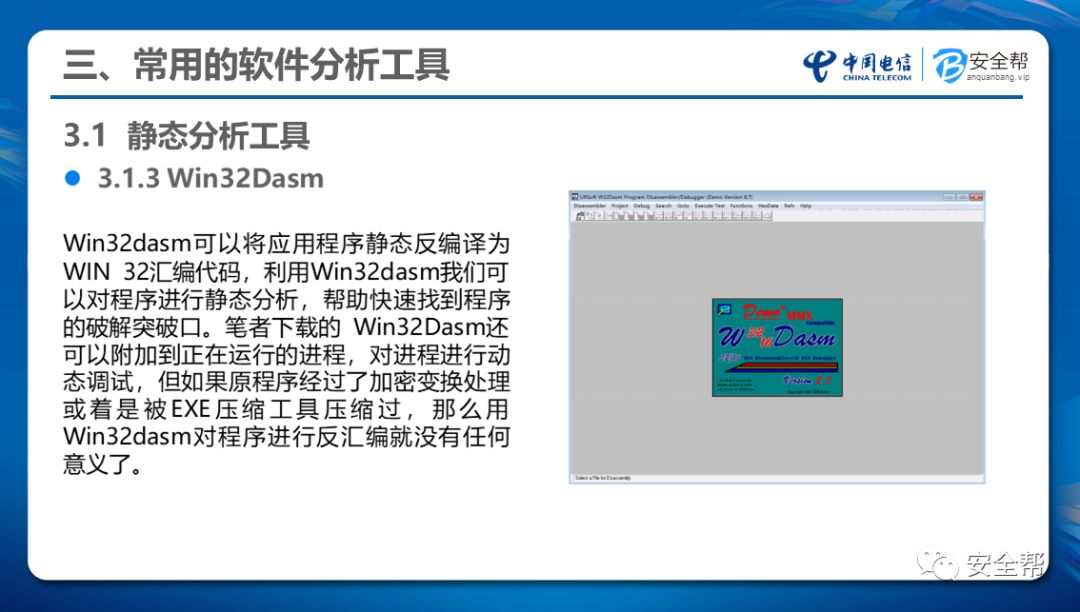 三、常用的软件分析工具
中国电信
CHINA TELECOM
安全帮
anquanbang.vip
3.1 静态分析工具
3.1.3 Win32Dasm
Win32dasm可以将应用程序静态反编译为
WIN 32汇编代码，利用Win32dasm我们可
以对程序进行静态分析，帮助快速找到程序
的破解突破口。笔者下载的 Win32Dasm还
可以附加到正在运行的进程，对进程进行动
态调试，但如果原程序经过了加密变换处理
或着是被EXE压缩工具压缩过，那么用
Win32dasm对程序进行反汇编就没有任何
意义了。
URSoft W32Dasm Program Disassembler/Debugger (Demo Version 8.7)
Disassembler Project Debug Search Goto Execute Text Functions HexData Refs Help
Demo MMX
Compatible
W 32 16 Dasm
Version 8.7
Select a File to Disassembly
安全帮